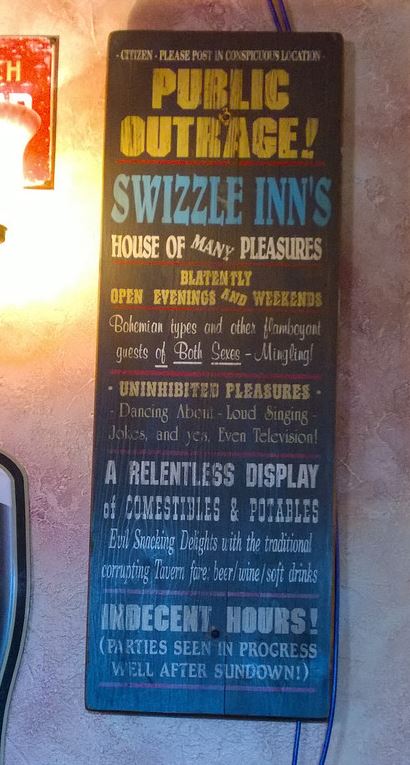 - CITIZEN - PLEASE POST IN CONSPICUOUS LOCATION -
PUBLIC
OUTRAGE!
SWIZZLE INN'S
HOUSE OF MANY PLEASURES
BLATENTLY
OPEN EVENINGS AND WEEKENDS
Bohemian types and other flamboyant
guests of Both Sexes - Mingling!
• UNINHIBITED PLEASURES •
- Dancing About - Loud Singing -
Jokes, and yes, Even Television!
A RELENTLESS DISPLAY
of COMESTIBLES & POTABLES
Evil Snacking Delights with the traditional
corrupting Tavern fare: beer/wine/soft drinks
INDECENT HOURS!
(PARTIES SEEN IN PROGRESS
WELL AFTER SUNDOWN!)